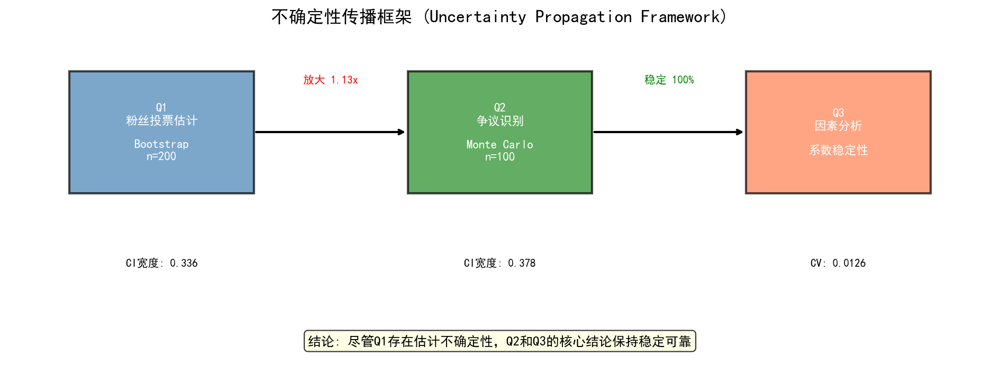 不确定性传播框架 (Uncertainty Propagation Framework)
Q1
粉丝投票估计
Bootstrap
n=200
放大 1.13x
Q2
争议识别
Monte Carlo
n=100
稳定 100%
Q3
因素分析
系数稳定性
CI宽度: 0.336
CI宽度: 0.378
CV: 0.0126
结论: 尽管Q1存在估计不确定性，Q2和Q3的核心结论保持稳定可靠